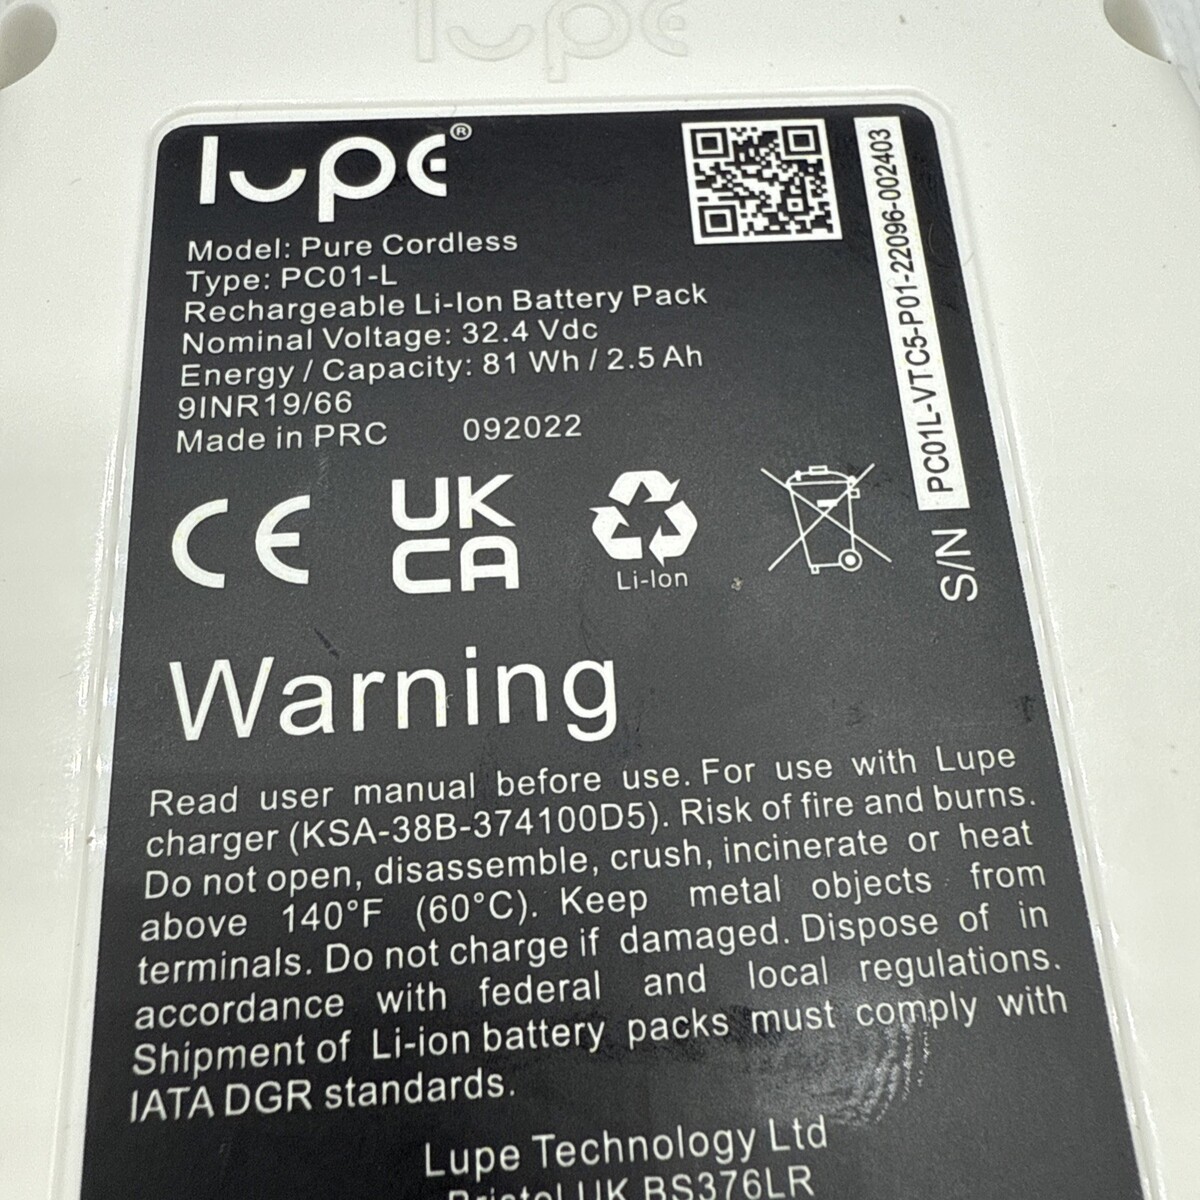 lupe
lupe®
Model: Pure Cordless
Type: PC01-L
Rechargeable Li-Ion Battery Pack
Nominal Voltage: 32.4 Vdc
Energy / Capacity: 81 Wh / 2.5 Ah
9INR19/66
Made in PRC 092022
S/N PC01L-VTC5-P01-22096-002403
CE
UK
CA
Li-Ion
Warning
Read user manual before use. For use with Lupe
charger (KSA-38B-374100D5). Risk of fire and burns.
Do not open, disassemble, crush, incinerate or heat
above 140°F (60°C). Keep metal objects from
terminals. Do not charge if damaged. Dispose of in
accordance with federal and local regulations.
Shipment of Li-ion battery packs must comply with
IATA DGR standards.
Lupe Technology Ltd
Bristol UK BS376LR